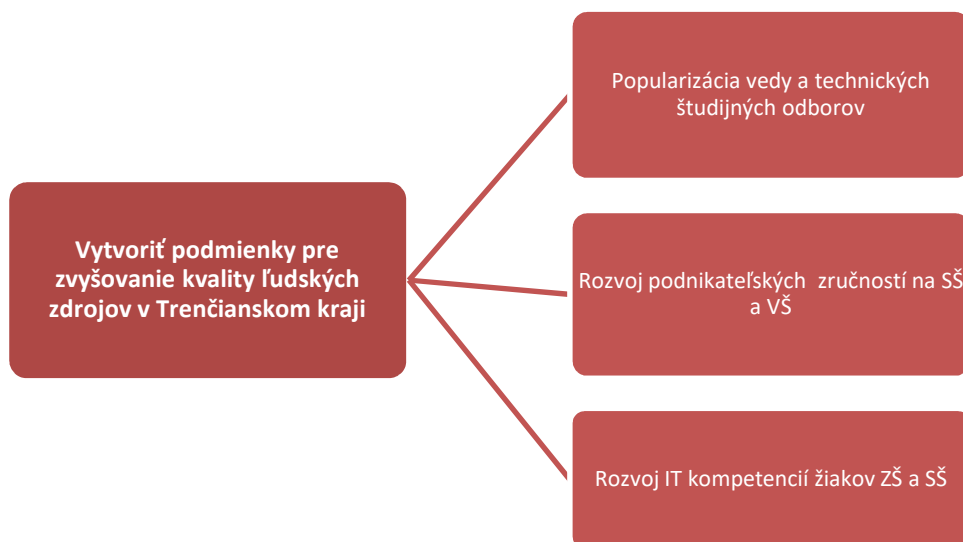 Popularizácia vedy a technických
študijných odborov
Vytvoriť podmienky pre
zvyšovanie kvality ľudských
zdrojov v Trenčianskom kraji
Rozvoj podnikateľských zručností na SŠ
a VŠ
Rozvoj IT kompetencií žiakov ZŠ a SŠ